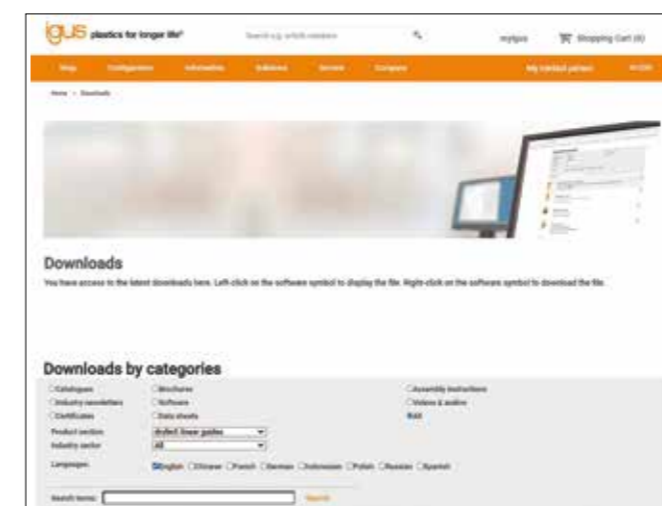 igus plastics for longer life®
Search e.g. article numbers
myigus
Shopping Cart (0)
Shop Configurators Information Industries Service Company
My contact person
Home > Downloads
Downloads
You have access to the latest downloads here. Left-click on the software symbol to display the file. Right-click on the software symbol to download the file.
Downloads by categories
Catalogues Brochures Assembly instructions
Industry newsletters Software Videos & audios
Certificates Data sheets All
Product section drylin® linear guides
Industry sector All
Languages: English Chinese French German Indonesian Polish Russian Spanish
Search terms: Search